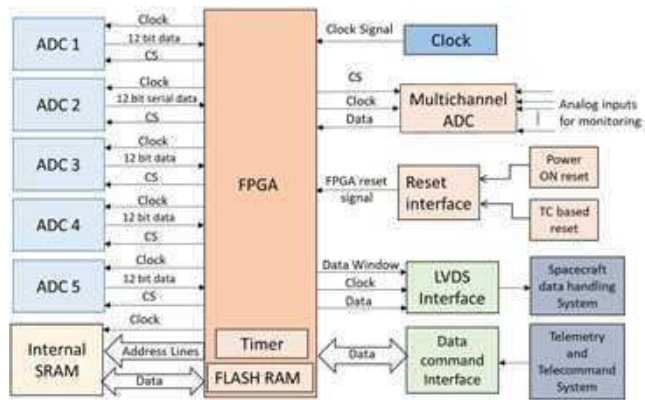 ADC 1
Clock
12 bit data
CS
ADC 2
Clock
12 bit serial data
CS
ADC 3
Clock
12 bit data
CS
ADC 4
Clock
12 bit data
CS
ADC 5
Clock
12 bit data
CS
Internal
SRAM
Clock
Address Lines
Data
FPGA
Timer
FLASH RAM
Clock Signal
Clock
CS
Clock
Data
Multichannel
ADC
Analog inputs
for monitoring
FPGA reset
signal
Reset
interface
Power
ON reset
TC based
reset
Data Window
Clock
Data
LVDS
Interface
Spacecraft
data handling
System
Data
Data
command
Interface
Telemetry
and
Telecommand
System